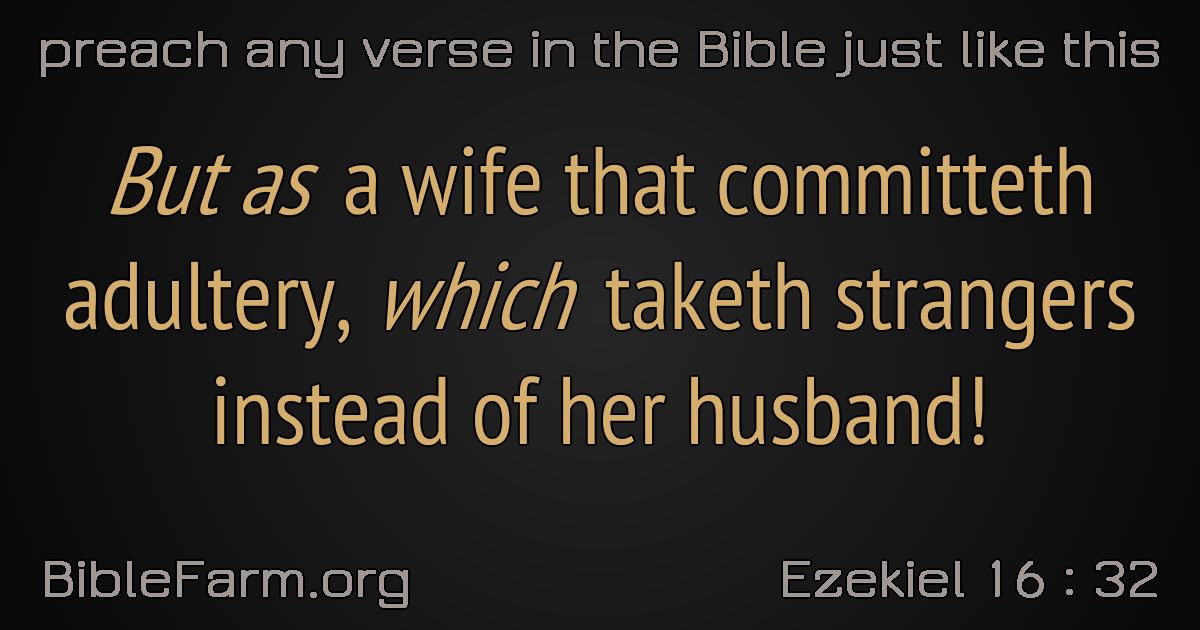 preach any verse in the Bible just like this
But as a wife that committeth
adultery, which taketh strangers
instead of her husband!
BibleFarm.org
Ezekiel 16 : 32